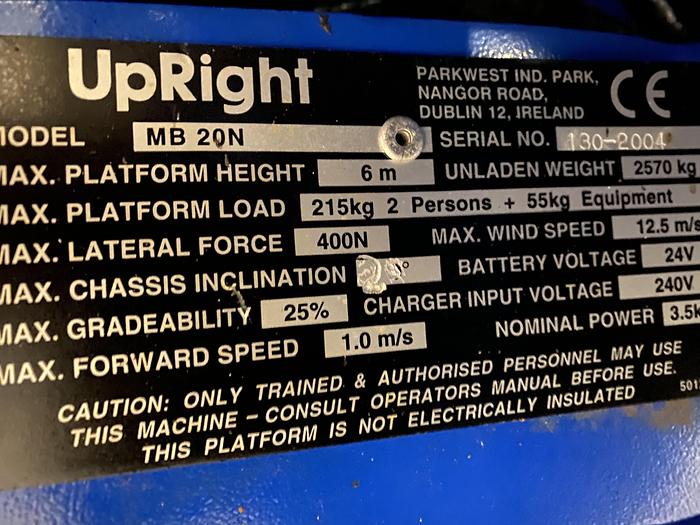 UpRight
PARKWEST IND. PARK,
NANGOR ROAD,
DUBLIN 12, IRELAND
CE
MODEL MB 20N
SERIAL NO. 130-2004
MAX. PLATFORM HEIGHT 6 m
UNLADEN WEIGHT 2570 kg
MAX. PLATFORM LOAD 215kg 2 Persons + 55kg Equipment
MAX. LATERAL FORCE 400N
MAX. WIND SPEED 12.5 m/s
MAX. CHASSIS INCLINATION
BATTERY VOLTAGE 24V
MAX. GRADEABILITY 25%
CHARGER INPUT VOLTAGE 240V
MAX. FORWARD SPEED 1.0 m/s
NOMINAL POWER 3.5k
CAUTION: ONLY TRAINED & AUTHORISED PERSONNEL MAY USE
THIS MACHINE – CONSULT OPERATORS MANUAL BEFORE USE.
THIS PLATFORM IS NOT ELECTRICALLY INSULATED
501